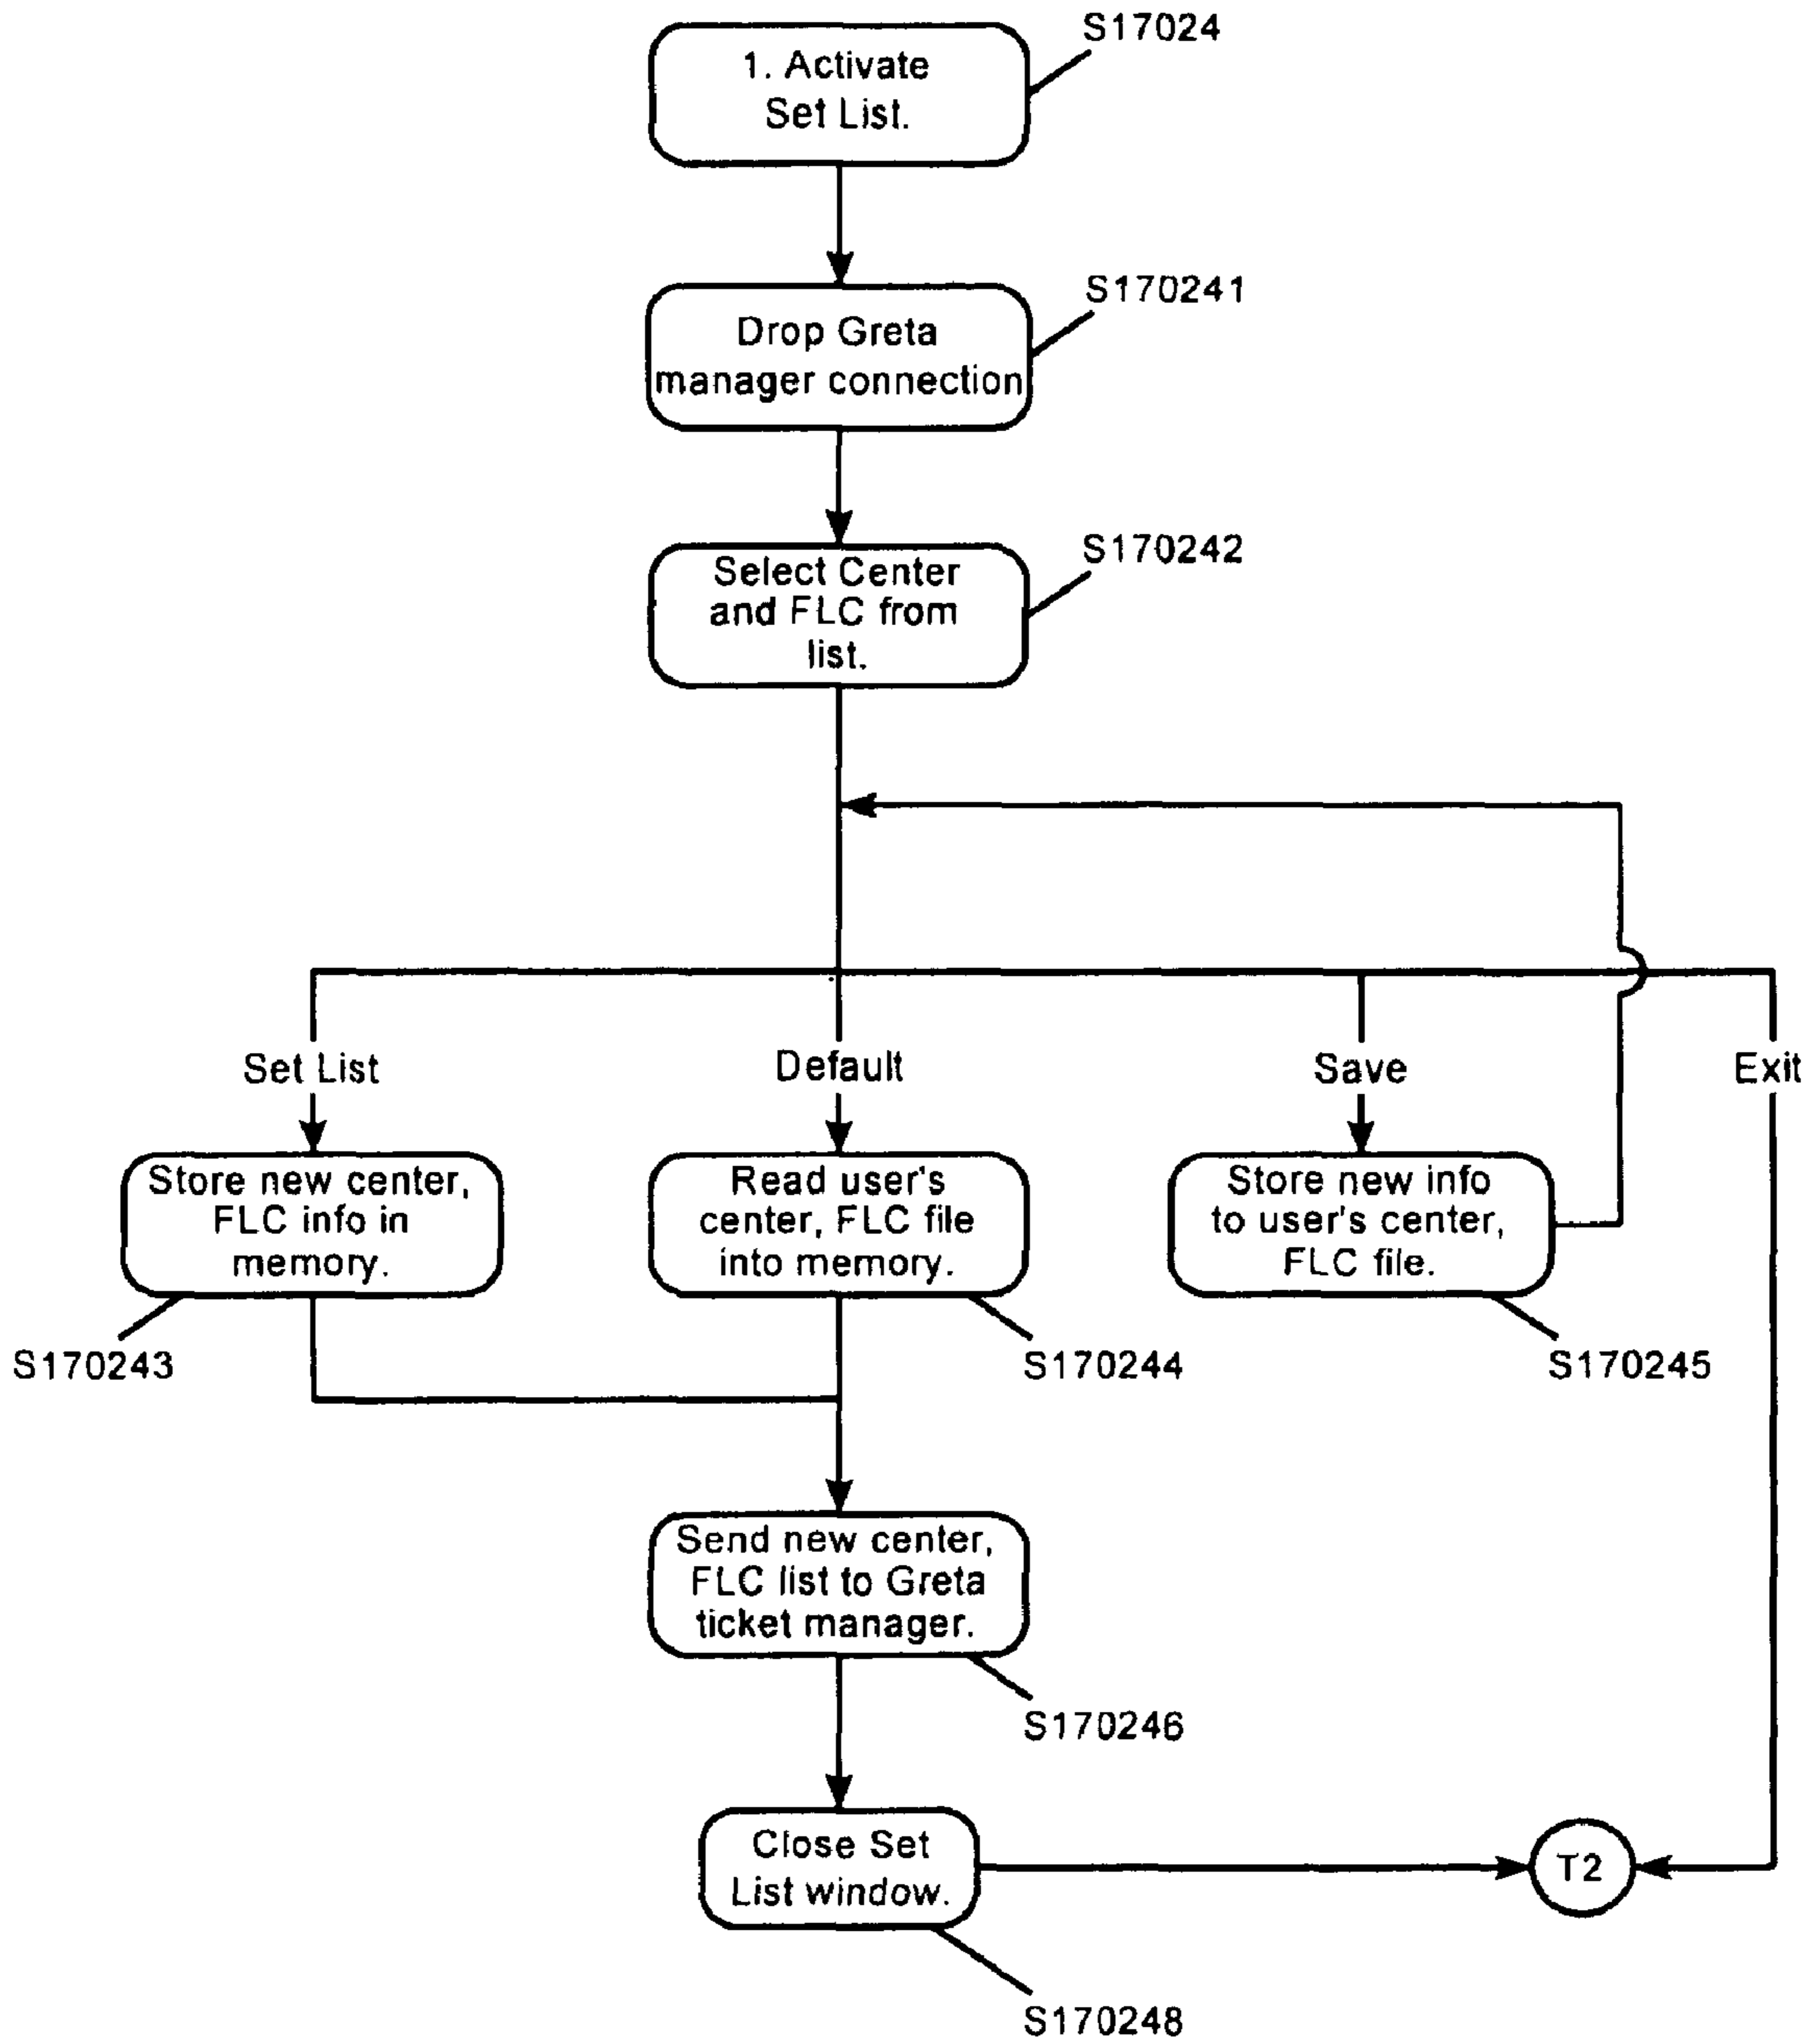 S17024
1. Activate
Set List.
S170241
Drop Greta
manager connection
S170242
Select Center
and FLC from
list.
Set List
Default
Save
Exit
Store new center,
FLC info in
memory.
Read user's
center, FLC file
into memory.
Store new info
to user's center,
FLC file.
S170243
S170244
S170245
Send new center,
FLC list to Greta
ticket manager.
S170246
Close Set
List window.
T2
S170248